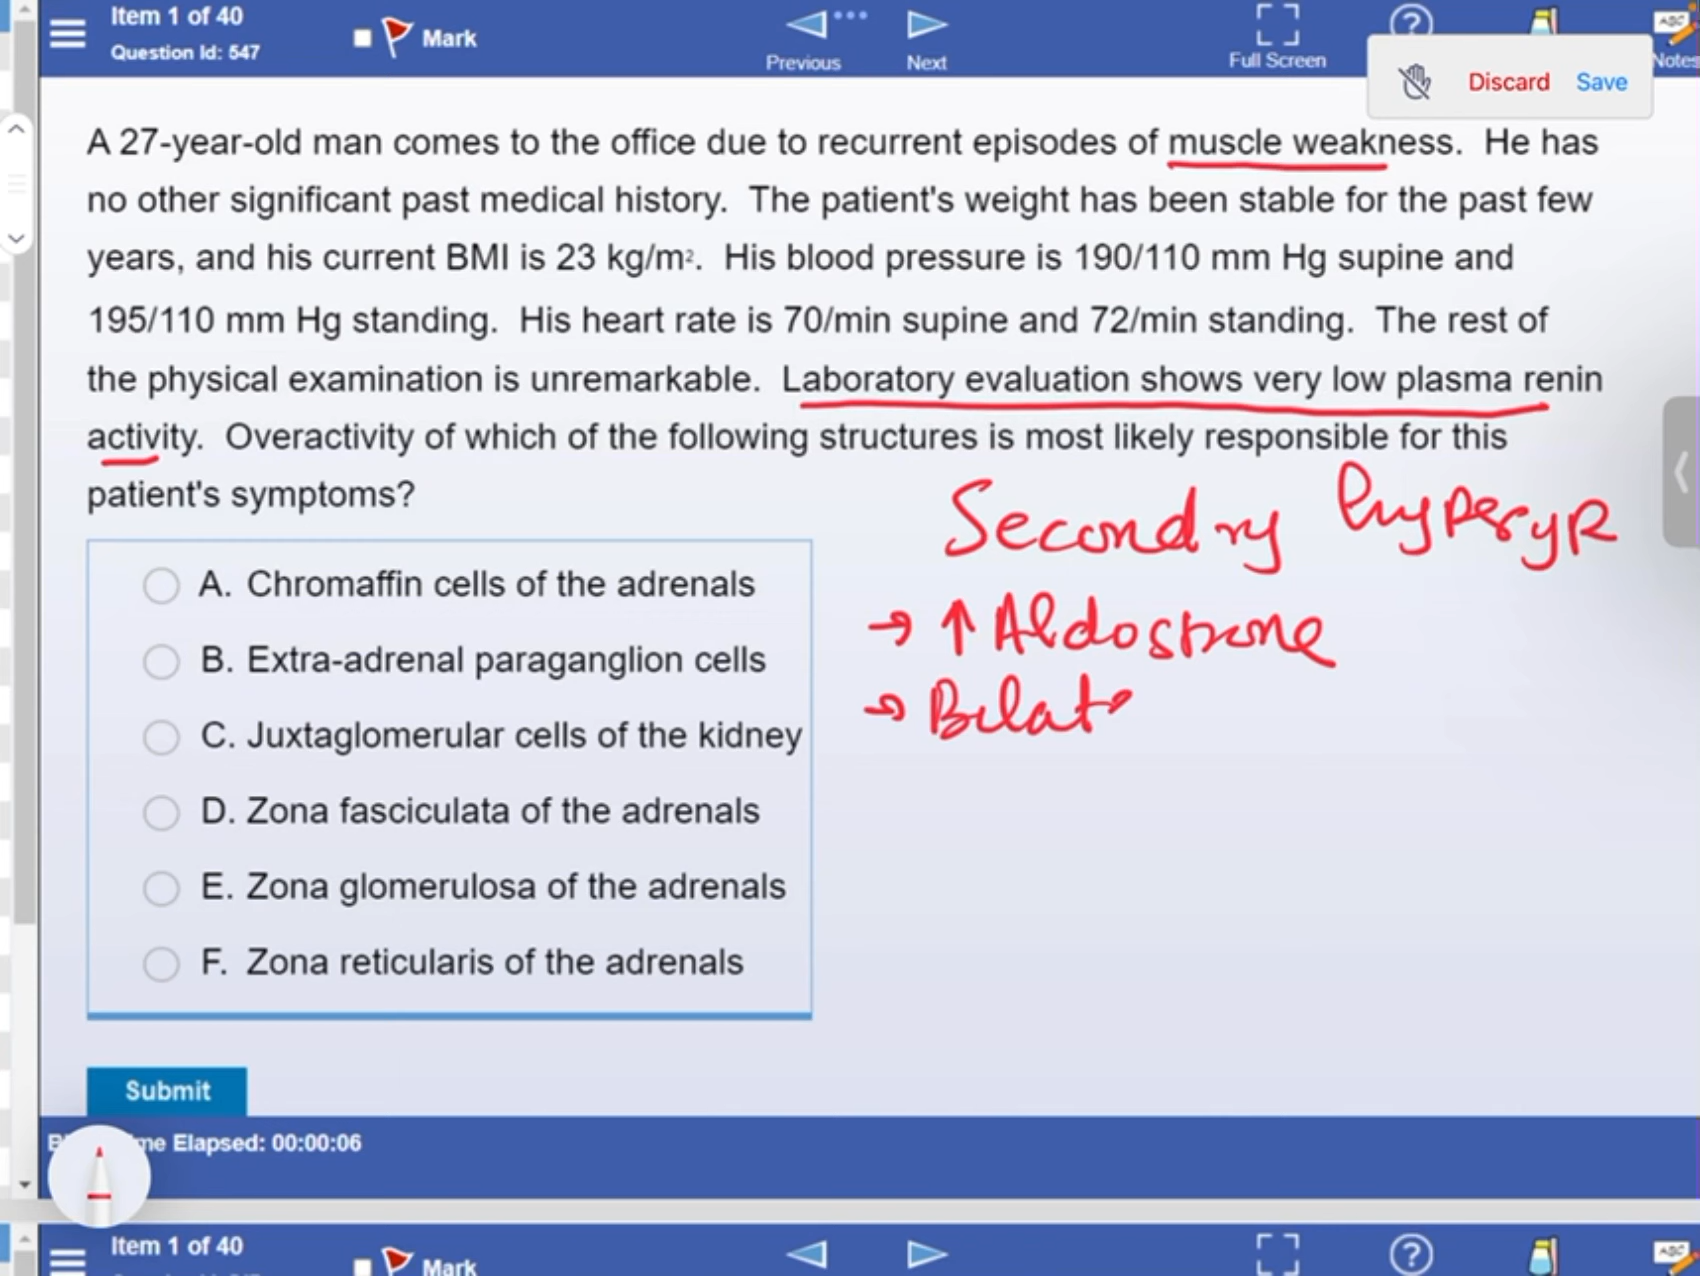 Item 1 of 40
Question Id: 547
Mark
Previous
Next
Full Screen
Notes
Discard Save
A 27-year-old man comes to the office due to recurrent episodes of muscle weakness. He has
no other significant past medical history. The patient's weight has been stable for the past few
years, and his current BMI is 23 kg/m².  His blood pressure is 190/110 mm Hg supine and
195/110 mm Hg standing. His heart rate is 70/min supine and 72/min standing. The rest of
the physical examination is unremarkable. Laboratory evaluation shows very low plasma renin
activity. Overactivity of which of the following structures is most likely responsible for this
patient's symptoms?
A. Chromaffin cells of the adrenals
B. Extra-adrenal paraganglion cells
C. Juxtaglomerular cells of the kidney
D. Zona fasciculata of the adrenals
E. Zona glomerulosa of the adrenals
F. Zona reticularis of the adrenals
Secondry
→ ↑ Aldostrone
→ Bilat
Submit
me Elapsed: 00:00:06
Item 1 of 40
Mark